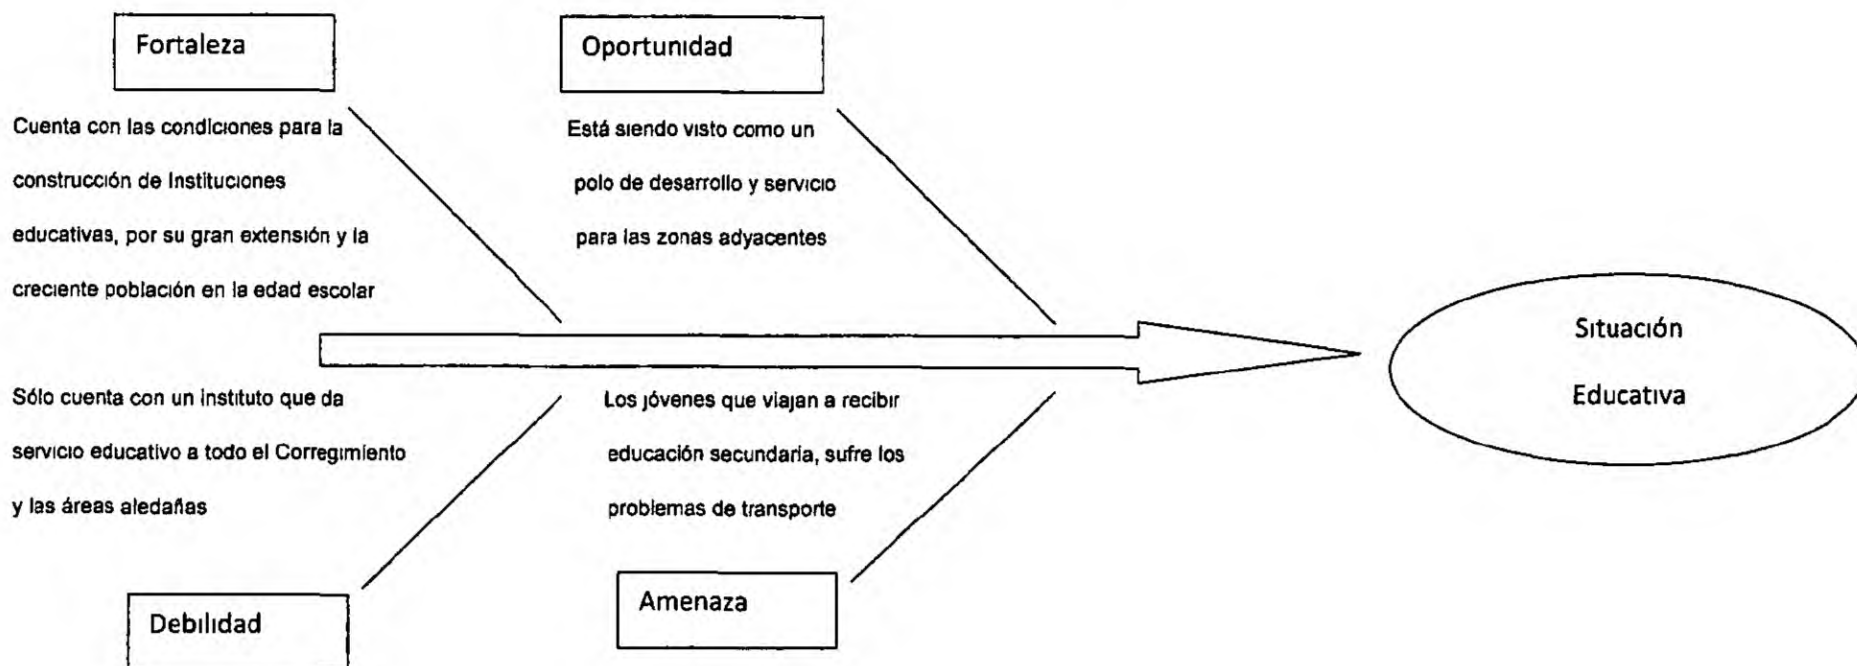 Fortaleza
Cuenta con las condiciones para la
construcción de Instituciones
educativas, por su gran extensión y la
creciente población en la edad escolar
Oportunidad
Está siendo visto como un
polo de desarrollo y servicio
para las zonas adyacentes
Situación
Educativa
Sólo cuenta con un instituto que da
servicio educativo a todo el Corregimiento
y las áreas aledañas
Debilidad
Los jóvenes que viajan a recibir
educación secundaria, sufre los
problemas de transporte
Amenaza